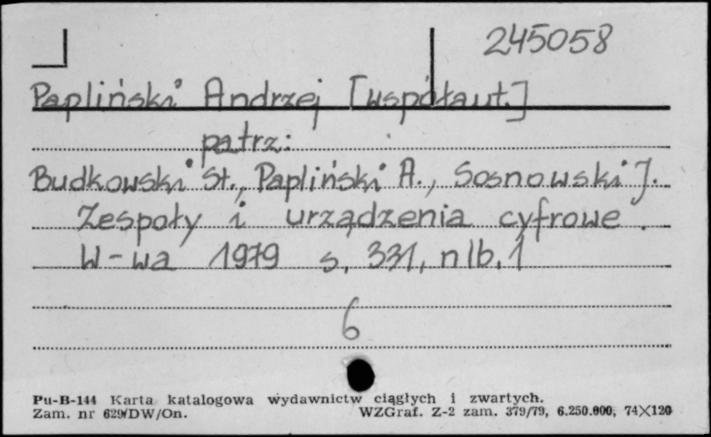 245058
Papliński Andrzej [współaut.]
patrz:
Budkowski St., Papliński A., Sosnowski J.
Zespoły i urządzenia cyfrowe.
W-wa 1979 s. 331, nlb. 1
6
Pu-B-144 Karta katalogowa wydawnictw ciągłych i zwartych.
Zam. nr 629/DW/On. WZGraf. Z-2 zam. 379/79, 6.250.000, 74X120